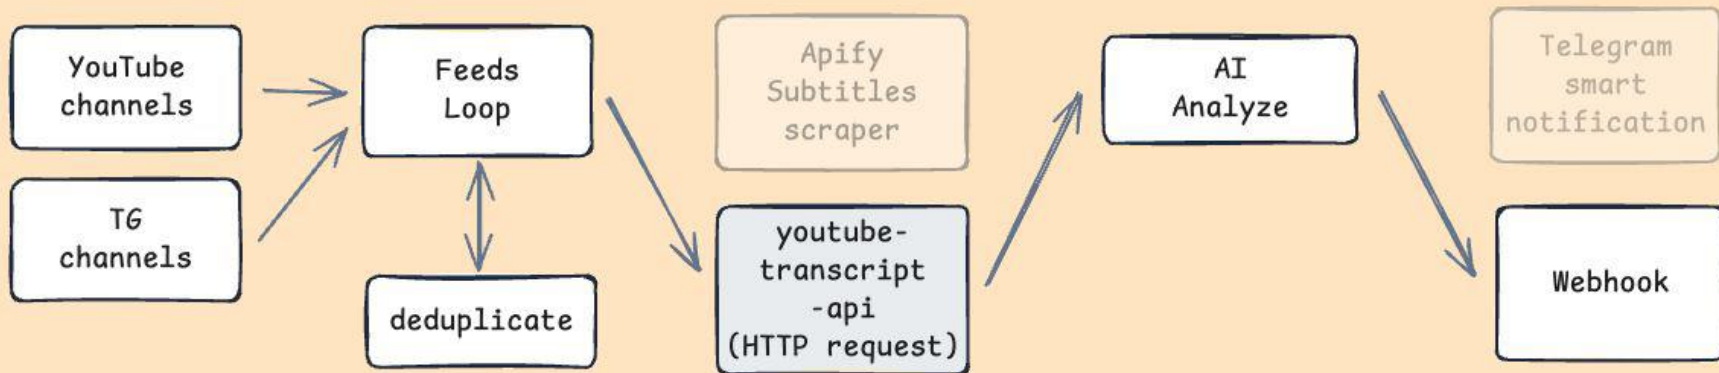 YouTube
channels
TG
channels
Feeds
Loop
deduplicate
Apify
Subtitles
scraper
youtube-
transcript
-api
(HTTP request)
AI
Analyze
Telegram
smart
notification
Webhook